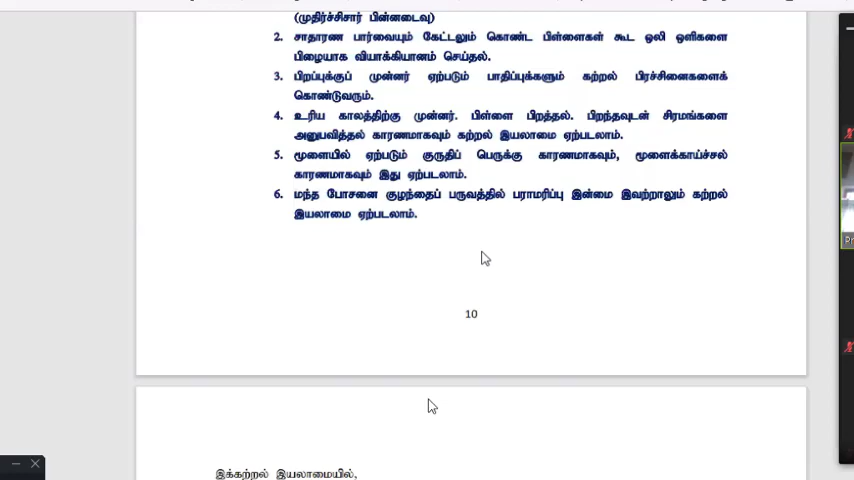 (முதிர்ச்சிசார் பின்னடைவு)
2. சாதாரண பார்வையும் கேட்டலும் கொண்ட பிள்ளைகள் கூட ஒலி ஒளிகளை
பிழையாக வியாக்கியானம் செய்தல்.
3. பிறப்புக்குப் முன்னர் ஏற்படும் பாதிப்புக்களும் கற்றல் பிரச்சினைகளைக்
கொண்டுவரும்.
4. உரிய காலத்திற்கு முன்னர். பிள்ளை பிறத்தல். பிறந்தவுடன் சிரமங்களை
அனுபவித்தல் காரணமாகவும் கற்றல் இயலாமை ஏற்படலாம்.
5. மூளையில் ஏற்படும் குருதிப் பெருக்கு காரணமாகவும், மூளைக்காய்ச்சல்
காரணமாகவும் இது ஏற்படலாம்.
6. மந்த போசனை குழந்தைப் பருவத்தில் பராமரிப்பு இன்மை இவற்றாலும் கற்றல்
இயலாமை ஏற்படலாம்.
10
இக்கற்றல் இயலாமையில்,